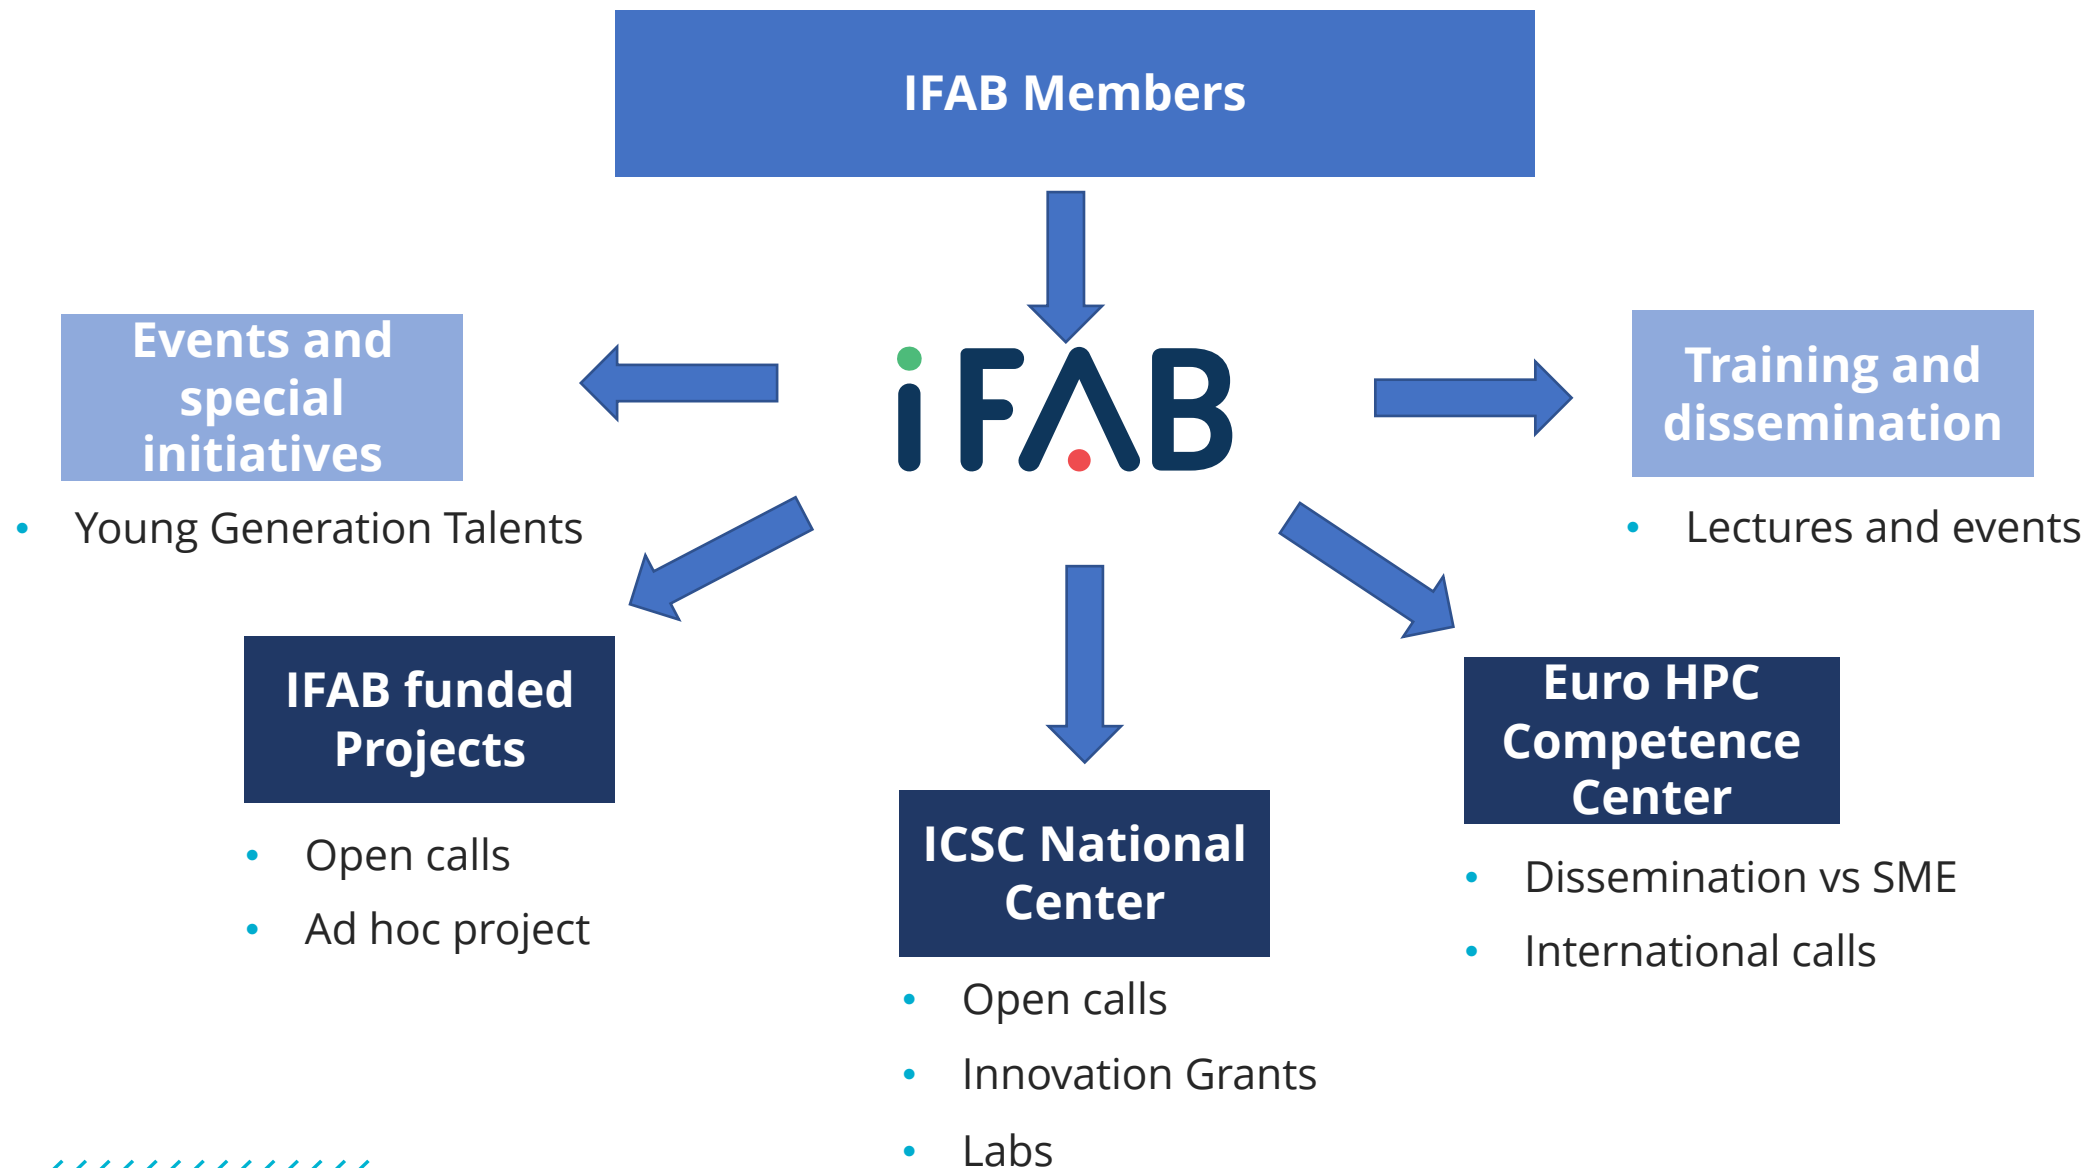 IFAB Members
iFAB
Events and
special
initiatives
• Young Generation Talents
Training and
dissemination
• Lectures and events
IFAB funded
Projects
• Open calls
• Ad hoc project
ICSC National
Center
• Open calls
• Innovation Grants
• Labs
Euro HPC
Competence
Center
• Dissemination vs SME
• International calls